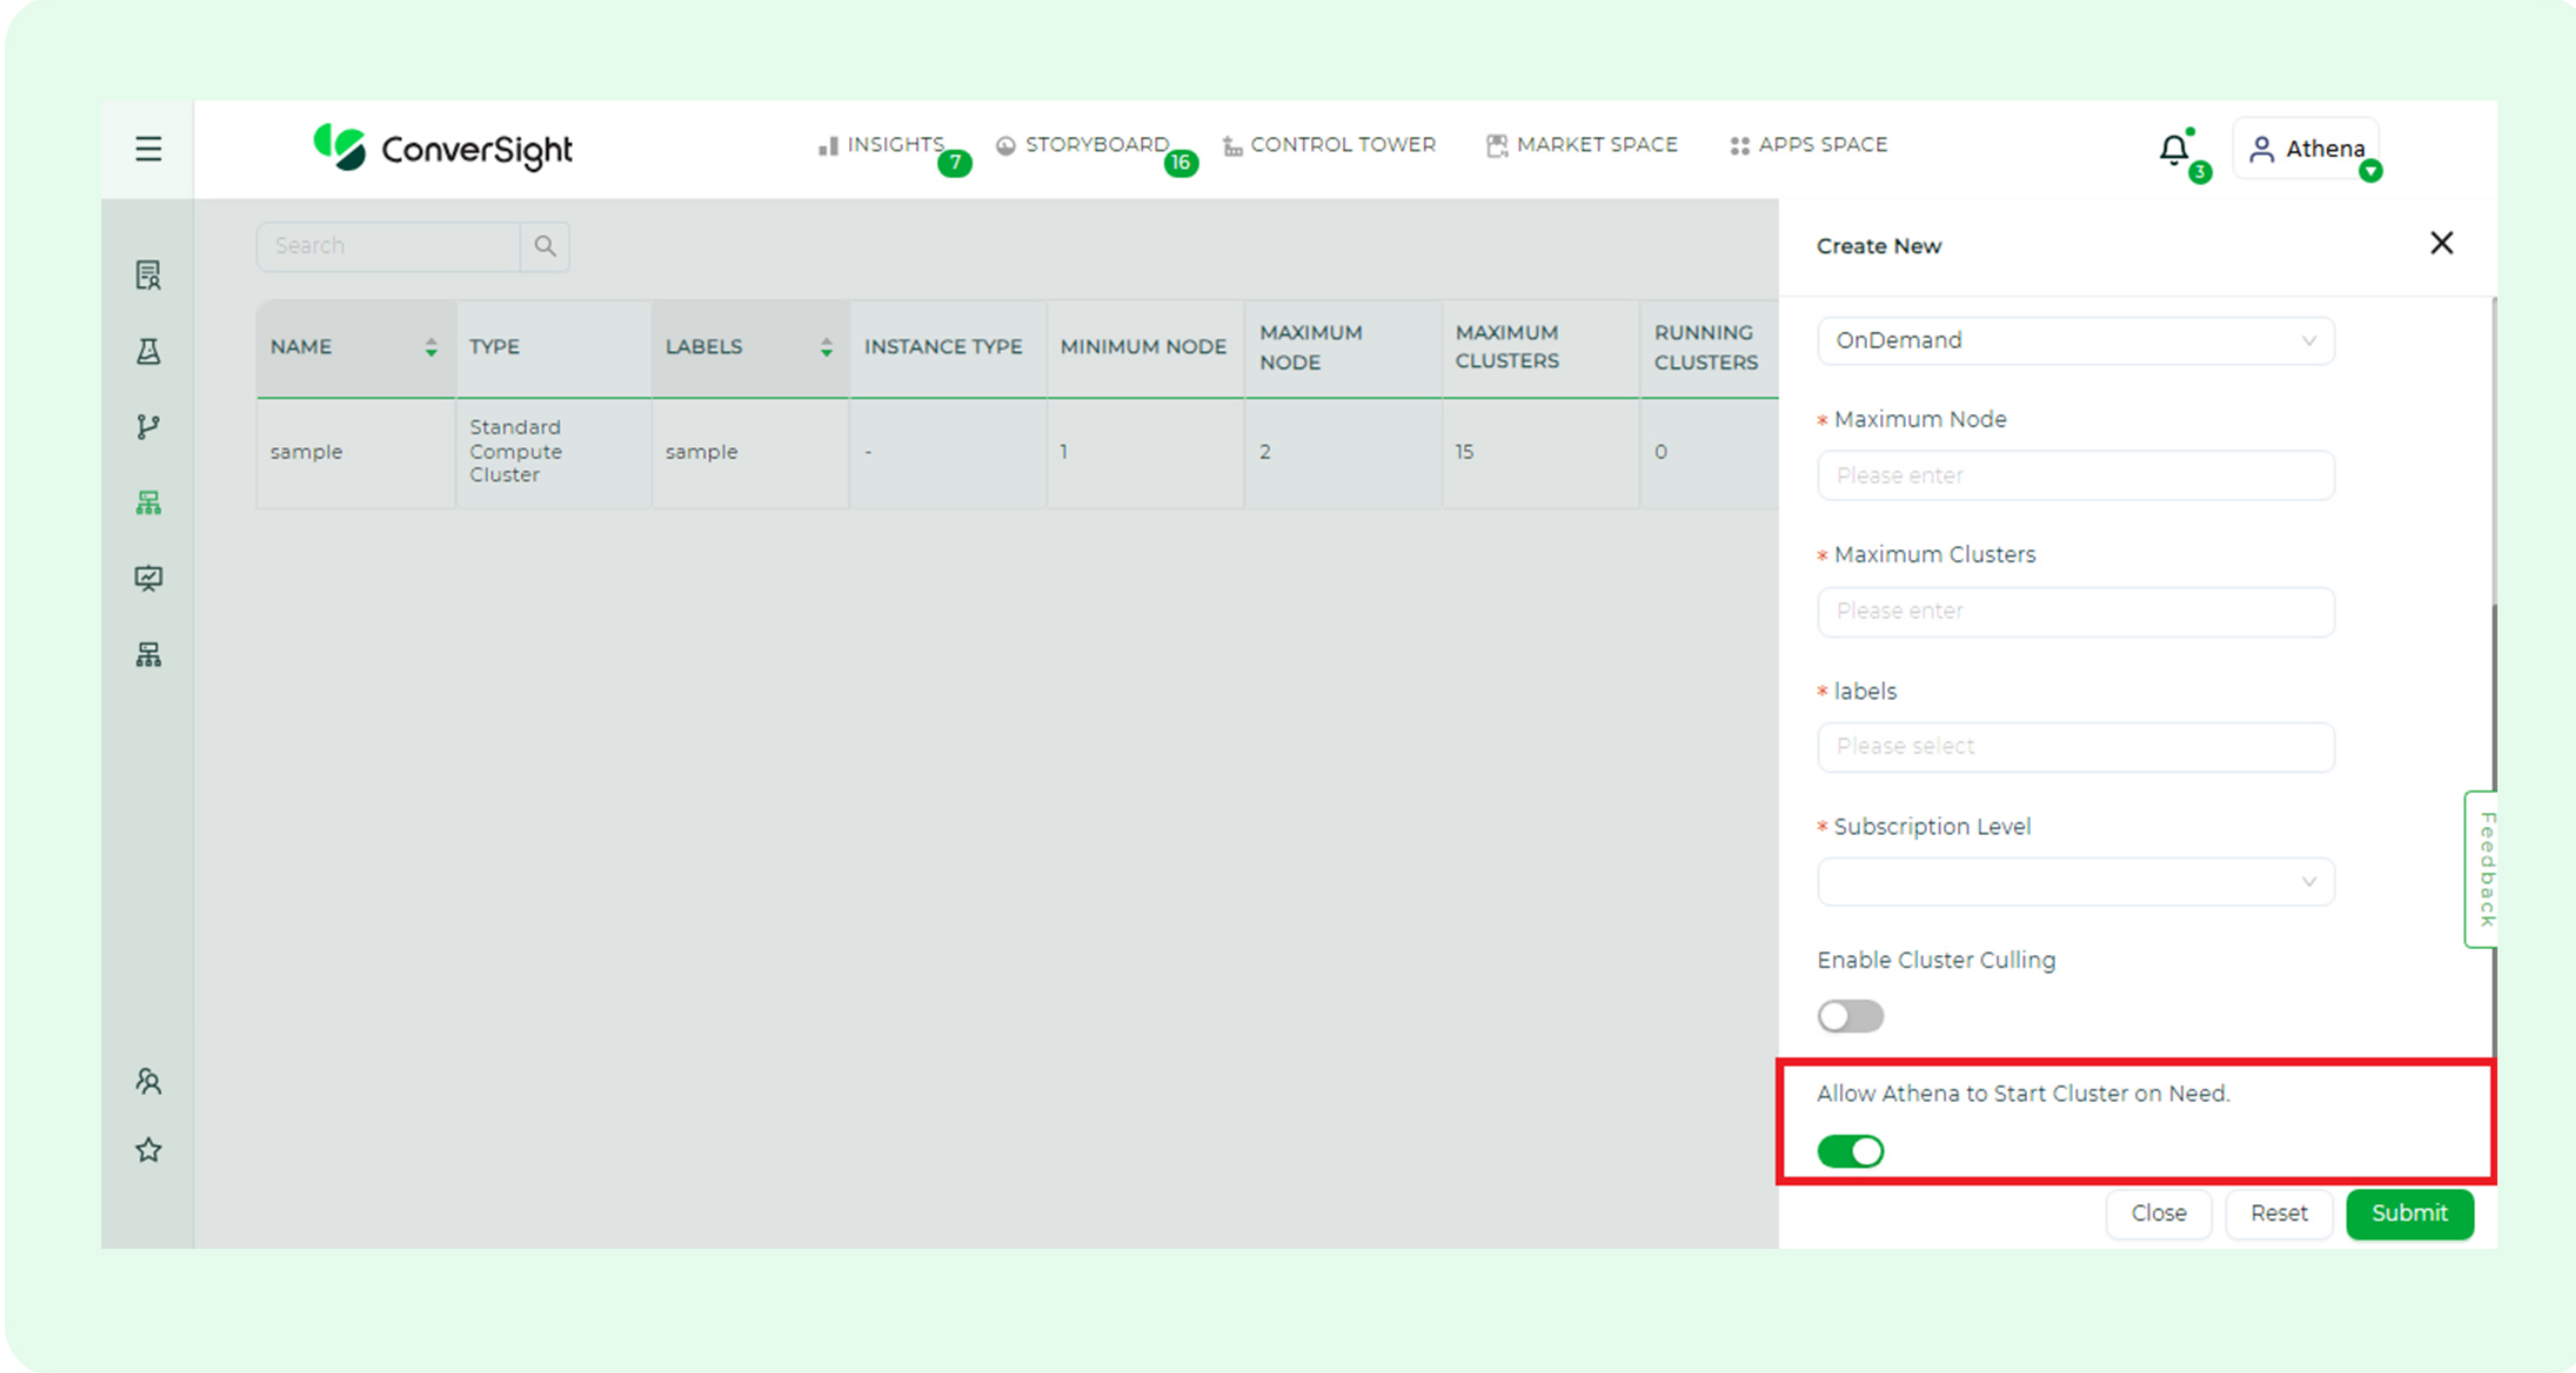 ConverSight
INSIGHTS 7
STORYBOARD 16
CONTROL TOWER
MARKET SPACE
APPS SPACE
3
Athena
Search
NAME TYPE LABELS INSTANCE TYPE MINIMUM NODE MAXIMUM NODE MAXIMUM CLUSTERS RUNNING CLUSTERS
sample Standard Compute Cluster sample - 1 2 15 0
Create New
OnDemand
* Maximum Node
Please enter
* Maximum Clusters
Please enter
* labels
Please select
* Subscription Level
Enable Cluster Culling
Allow Athena to Start Cluster on Need.
Close Reset Submit
Feedback